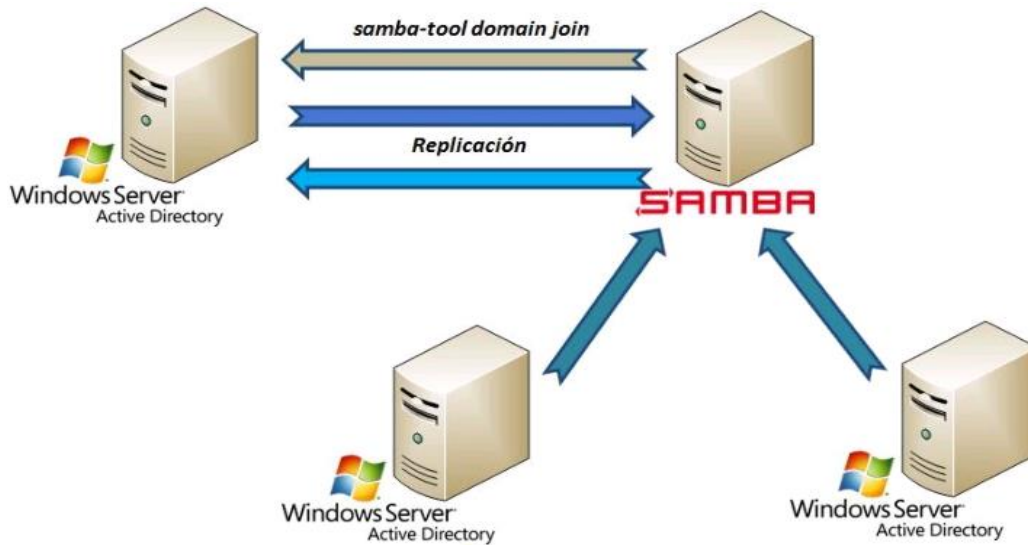 samba-tool domain join
Replicación
Windows Server
Active Directory
SAMBA
Windows Server
Active Directory
Windows Server
Active Directory